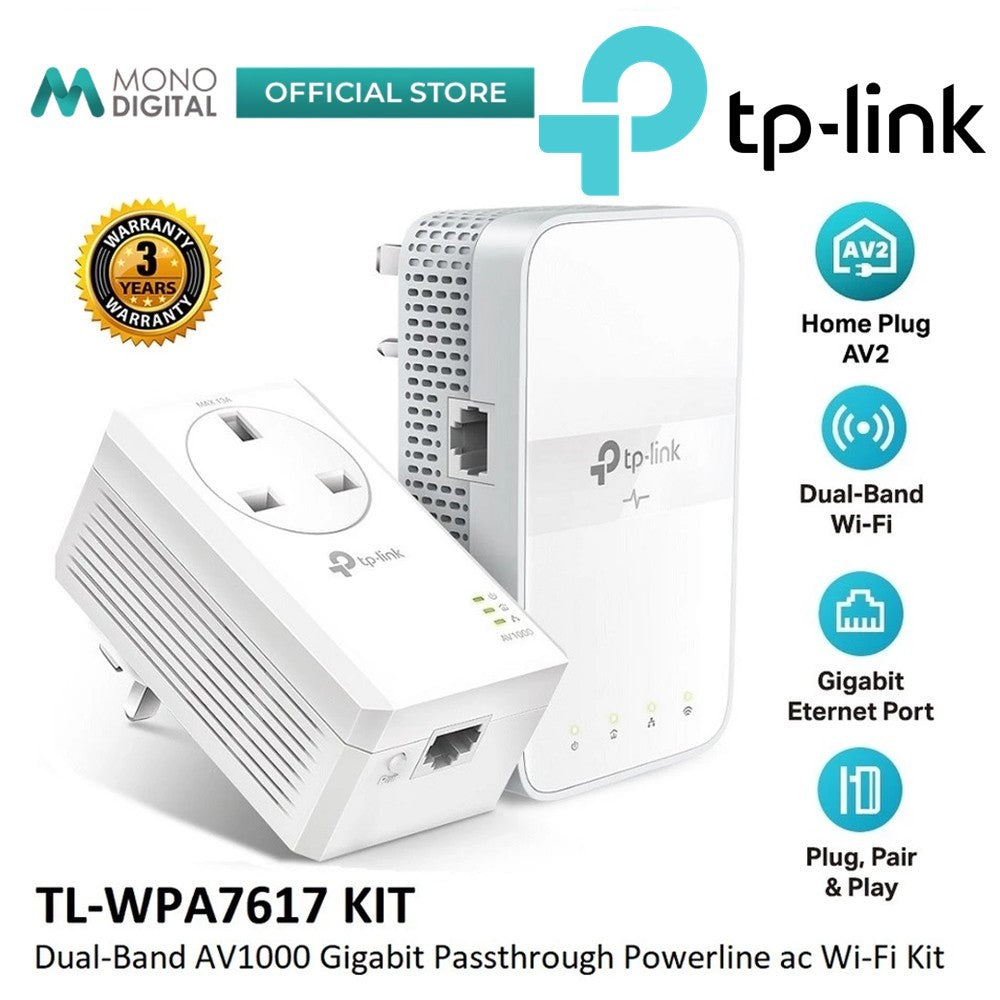 MONO
DIGITAL
OFFICIAL STORE
tp-link
WARRANTY
3
YEARS
WARRANTY
AV2
Home Plug
AV2
Dual-Band
Wi-Fi
Gigabit
Eternet Port
Plug, Pair
& Play
MAX 13A
tp-link
AV1000
Pair
tp-link
TL-WPA7617 KIT
Dual-Band AV1000 Gigabit Passthrough Powerline ac Wi-Fi Kit